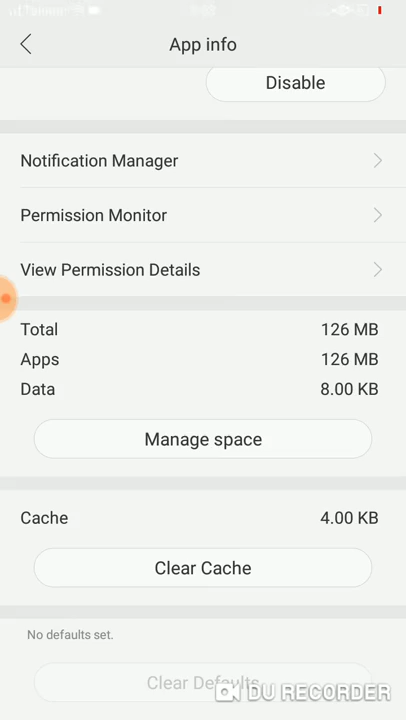 App info
Disable
Notification Manager
Permission Monitor
View Permission Details
Total 126 MB
Apps 126 MB
Data 8.00 KB
Manage space
Cache 4.00 KB
Clear Cache
No defaults set.
Clear Defaults
DU RECORDER